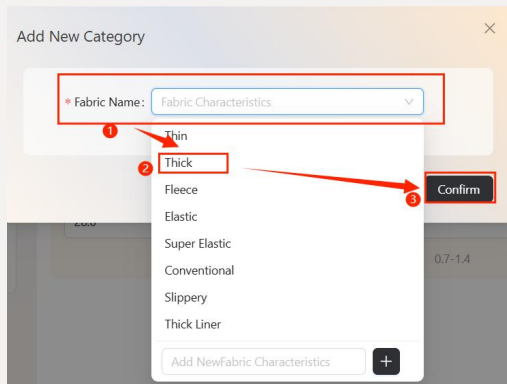 Add New Category
* Fabric Name: Fabric Characteristics
1
Thin
2 Thick
Fleece
3 Confirm
Elastic
Super Elastic
0.7-1.4
Conventional
Slippery
Thick Liner
Add NewFabric Characteristics +